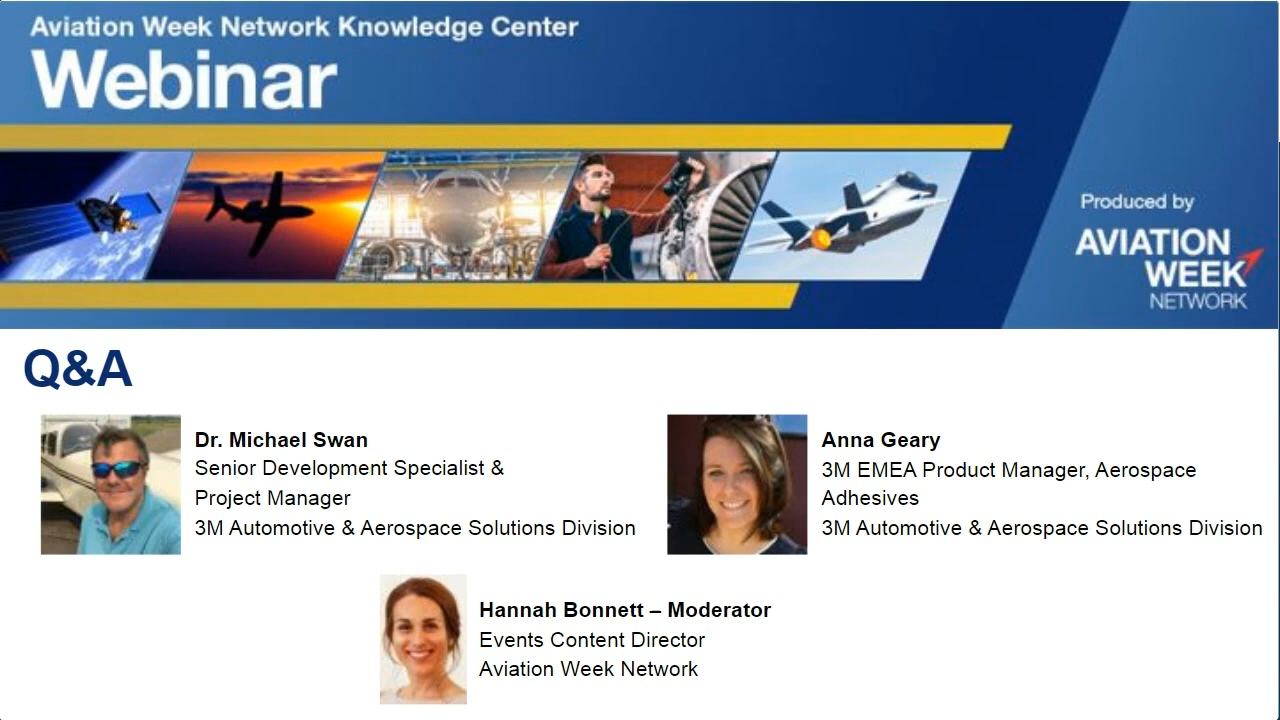 Aviation Week Network Knowledge Center
Webinar
Produced by
AVIATION
WEEK
NETWORK
Q&A
Dr. Michael Swan
Senior Development Specialist &
Project Manager
3M Automotive & Aerospace Solutions Division
Anna Geary
3M EMEA Product Manager, Aerospace
Adhesives
3M Automotive & Aerospace Solutions Division
Hannah Bonnett – Moderator
Events Content Director
Aviation Week Network